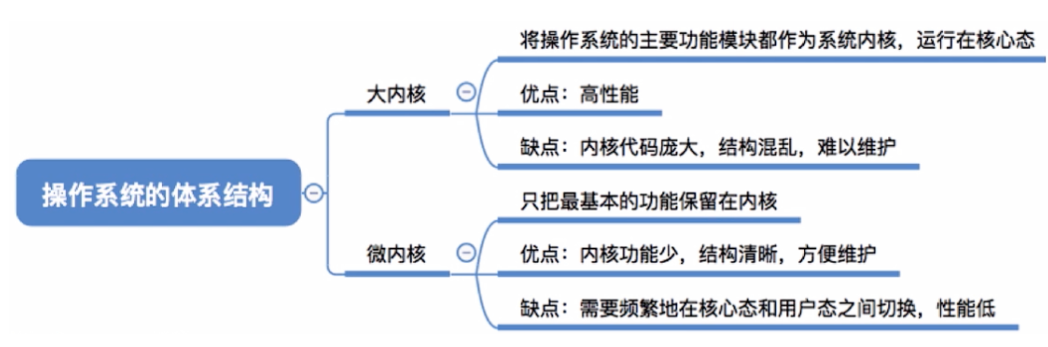 操作系统的体系结构
大内核
将操作系统的主要功能模块都作为系统内核，运行在核心态
优点：高性能
缺点：内核代码庞大，结构混乱，难以维护
微内核
只把最基本的功能保留在内核
优点：内核功能少，结构清晰，方便维护
缺点：需要频繁地在核心态和用户态之间切换，性能低